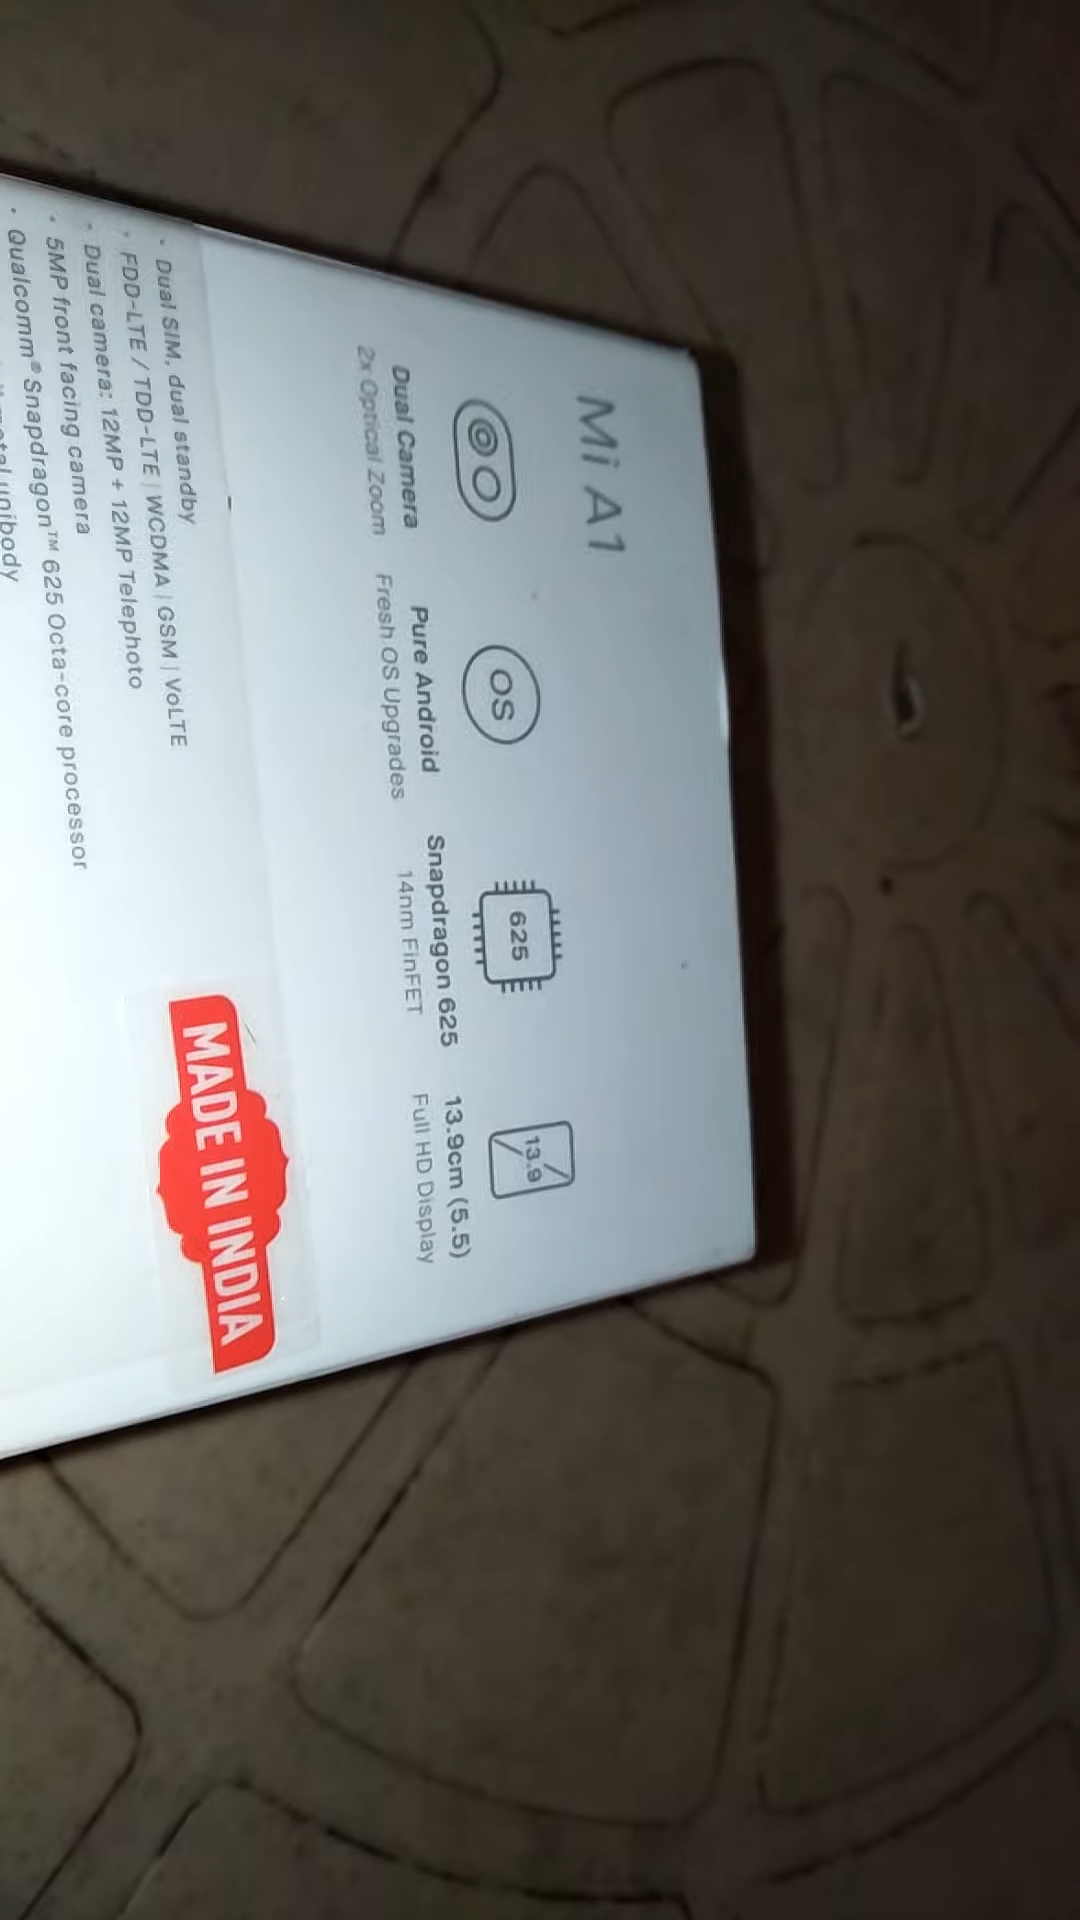 Mi A1
OS
625
13.9
Dual Camera
2x Optical Zoom
Pure Android
Fresh OS Upgrades
Snapdragon 625
14nm FinFET
13.9cm (5.5)
Full HD Display
· Dual SIM, dual standby
· FDD-LTE / TDD-LTE | WCDMA | GSM | VoLTE
· Dual camera: 12MP + 12MP Telephoto
· 5MP front facing camera
· Qualcomm® Snapdragon™ 625 Octa-core processor
unibody
MADE IN INDIA